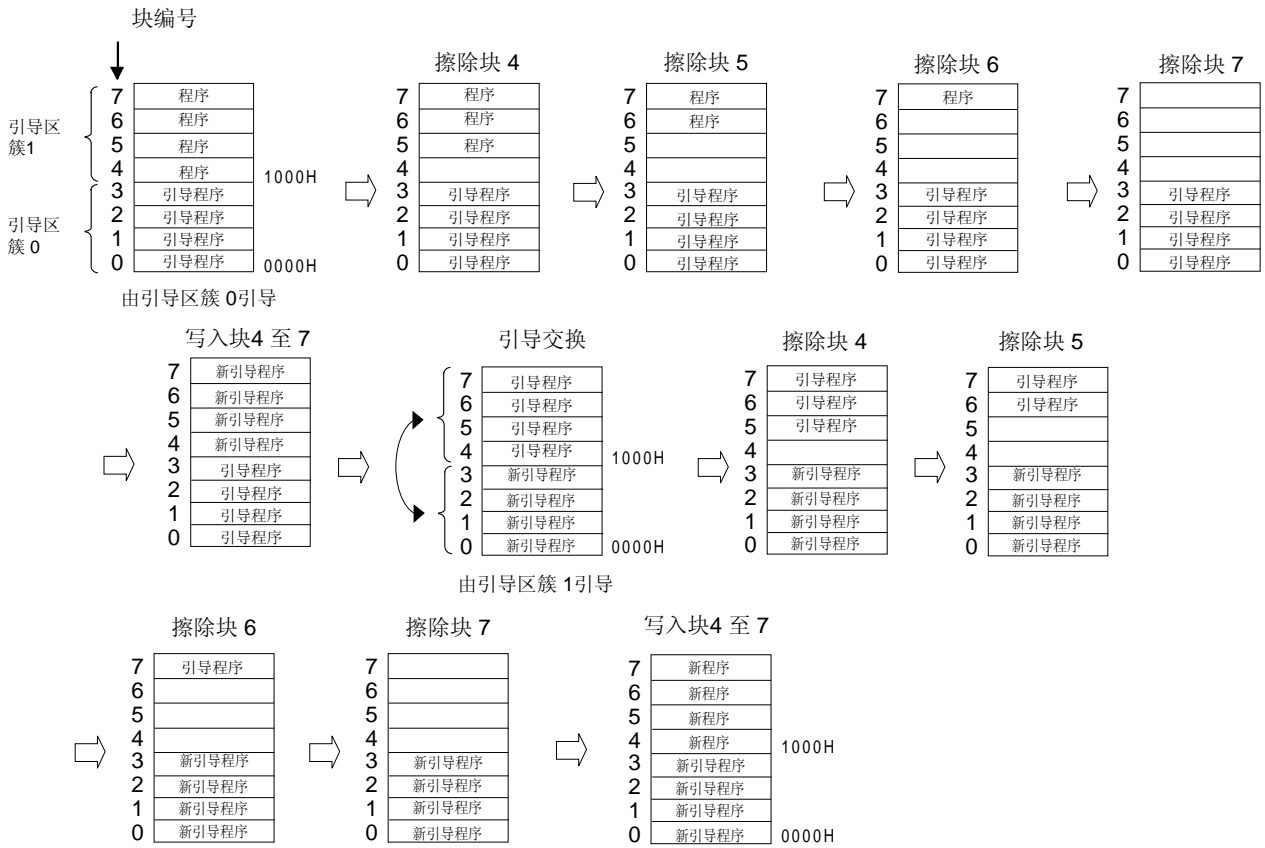 块编号
7 程序
6 程序
5 程序
4 程序
3 引导程序
2 引导程序
1 引导程序
0 引导程序
引导区
簇1
引导区
簇 0
1000H
0000H
由引导区簇 0引导
擦除块 4
7 程序
6 程序
5 程序
4
3 引导程序
2 引导程序
1 引导程序
0 引导程序
擦除块 5
7 程序
6 程序
5
4
3 引导程序
2 引导程序
1 引导程序
0 引导程序
擦除块 6
7 程序
6
5
4
3 引导程序
2 引导程序
1 引导程序
0 引导程序
擦除块 7
7
6
5
4
3 引导程序
2 引导程序
1 引导程序
0 引导程序
写入块4 至 7
7 新引导程序
6 新引导程序
5 新引导程序
4 新引导程序
3 引导程序
2 引导程序
1 引导程序
0 引导程序
引导交换
7 引导程序
6 引导程序
5 引导程序
4 引导程序
3 新引导程序
2 新引导程序
1 新引导程序
0 新引导程序
1000H
0000H
由引导区簇 1引导
擦除块 4
7 引导程序
6 引导程序
5 引导程序
4
3 新引导程序
2 新引导程序
1 新引导程序
0 新引导程序
擦除块 5
7 引导程序
6 引导程序
5
4
3 新引导程序
2 新引导程序
1 新引导程序
0 新引导程序
擦除块 6
7 引导程序
6
5
4
3 新引导程序
2 新引导程序
1 新引导程序
0 新引导程序
擦除块 7
7
6
5
4
3 新引导程序
2 新引导程序
1 新引导程序
0 新引导程序
写入块4 至 7
7 新程序
6 新程序
5 新程序
4 新程序
3 新引导程序
2 新引导程序
1 新引导程序
0 新引导程序
1000H
0000H